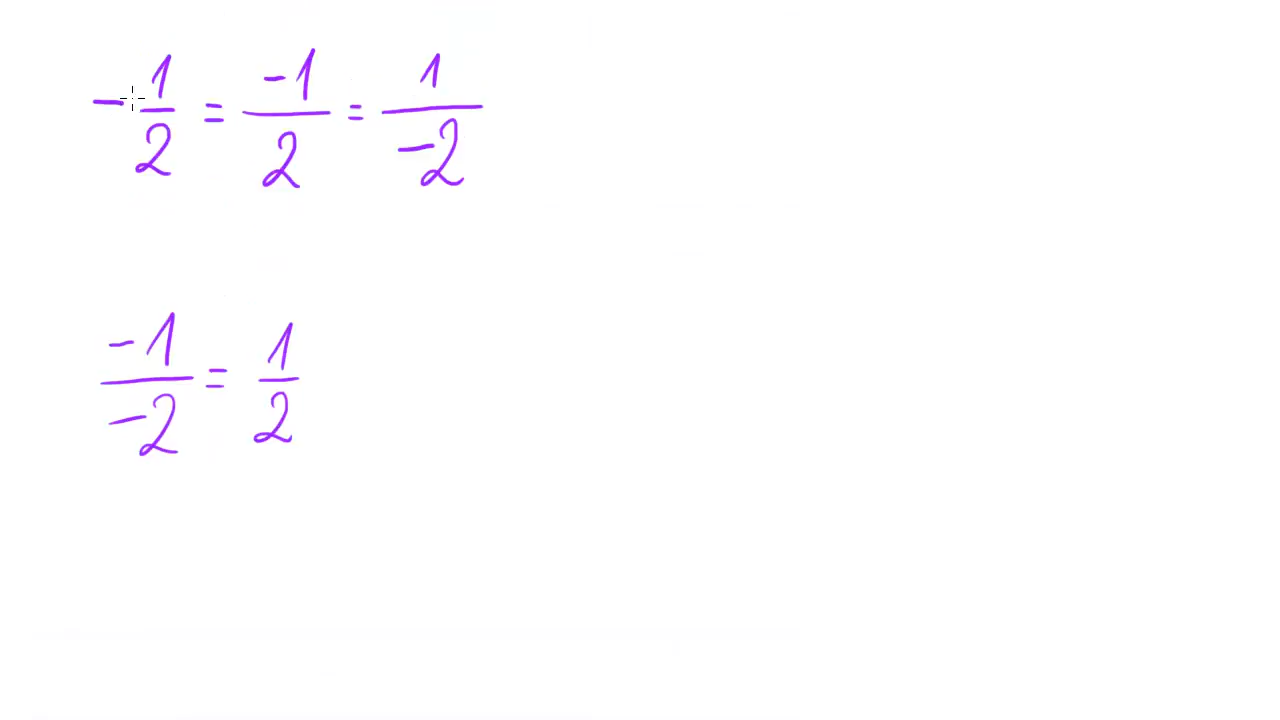 -1/2 = -1/2 = 1/-2
-1/-2 = 1/2